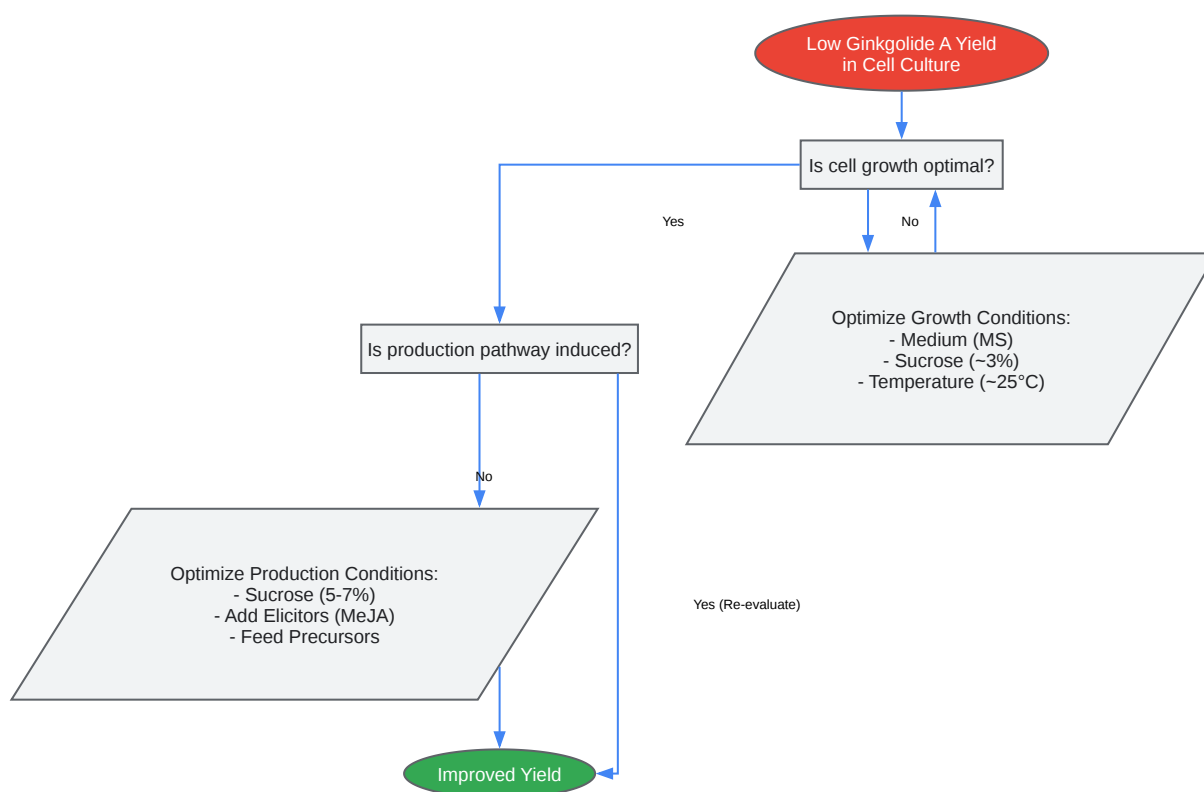 Low Ginkgolide A Yield
in Cell Culture
Is cell growth optimal?
Yes
No
Optimize Growth Conditions:
- Medium (MS)
- Sucrose (~3%)
- Temperature (~25°C)
Is production pathway induced?
No
Optimize Production Conditions:
- Sucrose (5-7%)
- Add Elicitors (MeJA)
- Feed Precursors
Yes (Re-evaluate)
Improved Yield